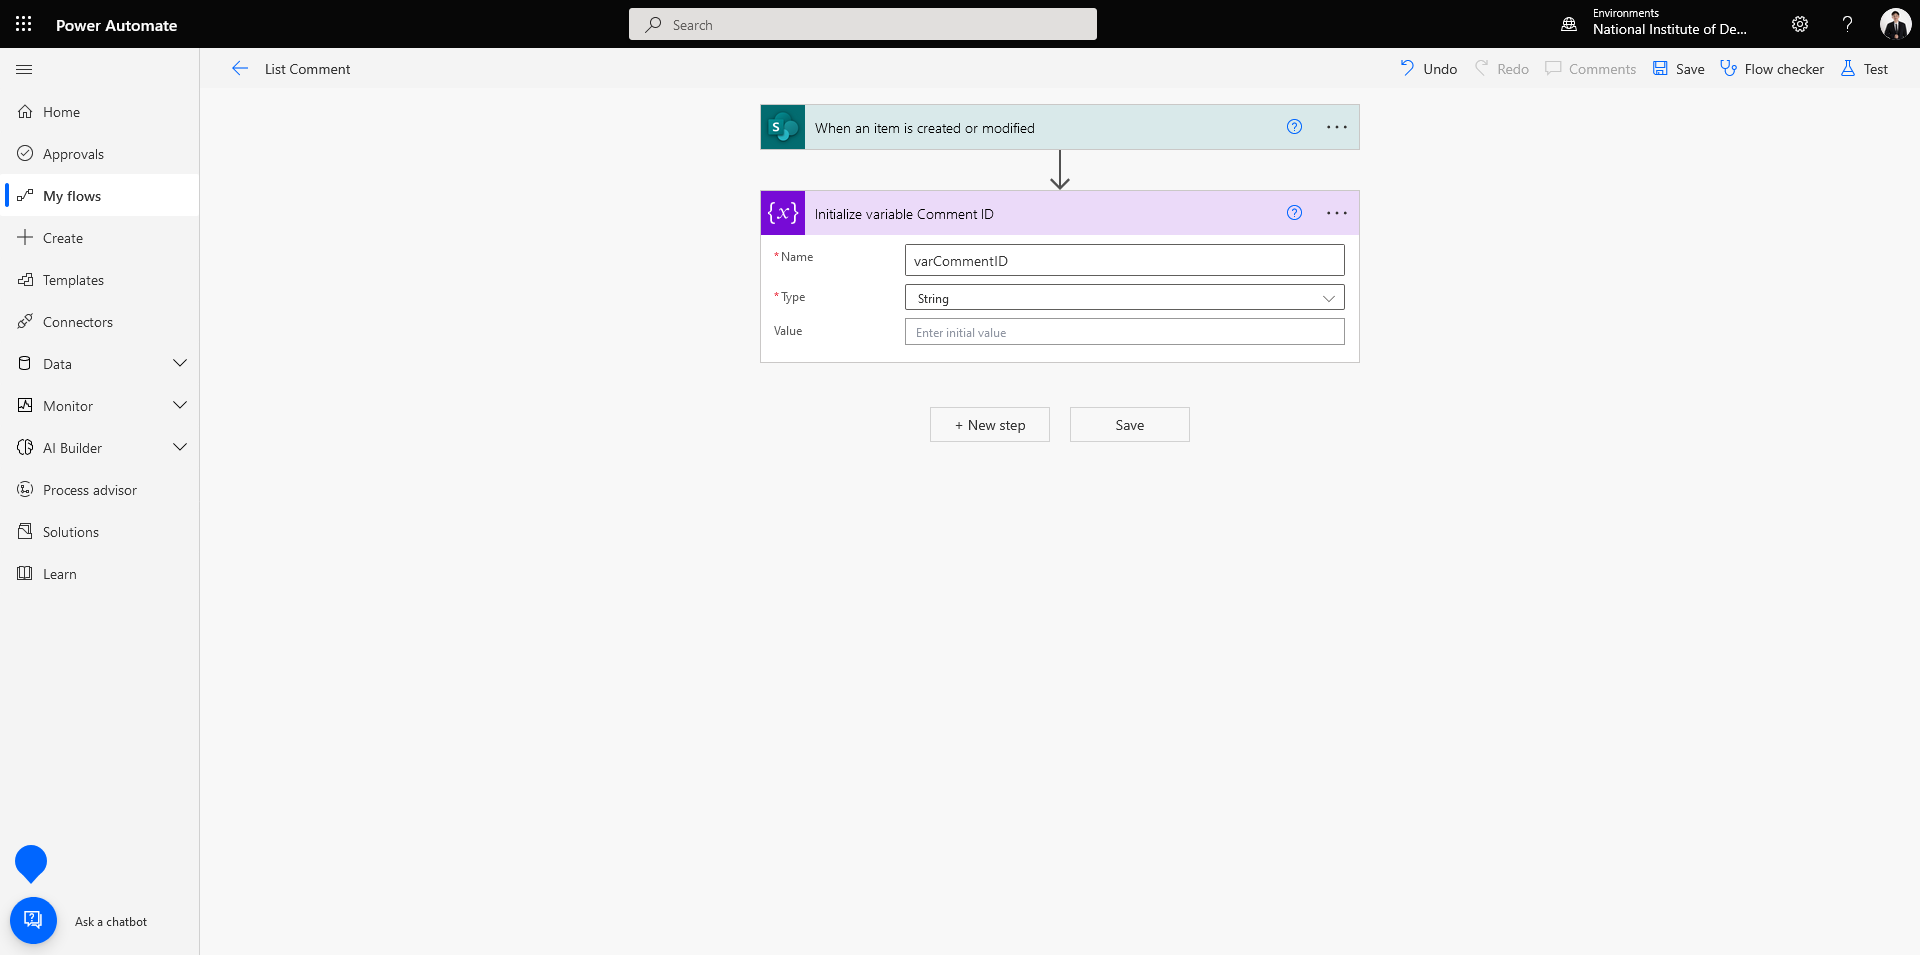 Power Automate
Search
Environments
National Institute of De...
?
List Comment
Undo
Redo
Comments
Save
Flow checker
Test
Home
Approvals
My flows
Create
Templates
Connectors
Data
Monitor
AI Builder
Process advisor
Solutions
Learn
S
When an item is created or modified
?
{x}
Initialize variable Comment ID
?
* Name
varCommentID
* Type
String
Value
Enter initial value
+ New step
Save
?
Ask a chatbot